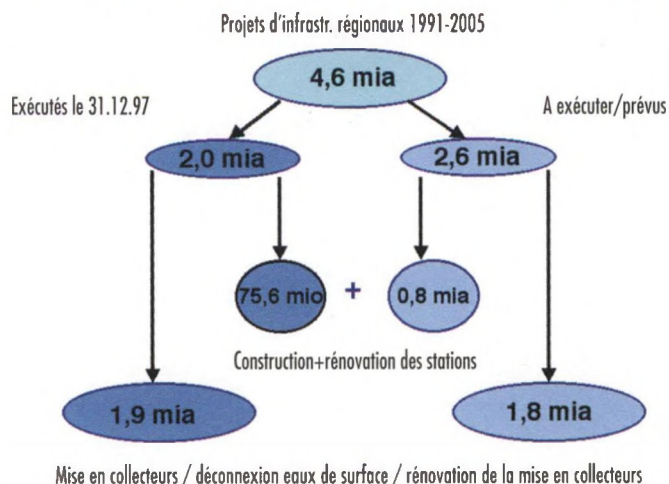 Projets d'infrastr. régionaux 1991-2005
4,6 mia
Exécutés le 31.12.97
A exécuter/prévus
2,0 mia
2,6 mia
75,6 mio + 0,8 mia
Construction+rénovation des stations
1,9 mia
1,8 mia
Mise en collecteurs / déconnexion eaux de surface / rénovation de la mise en collecteurs